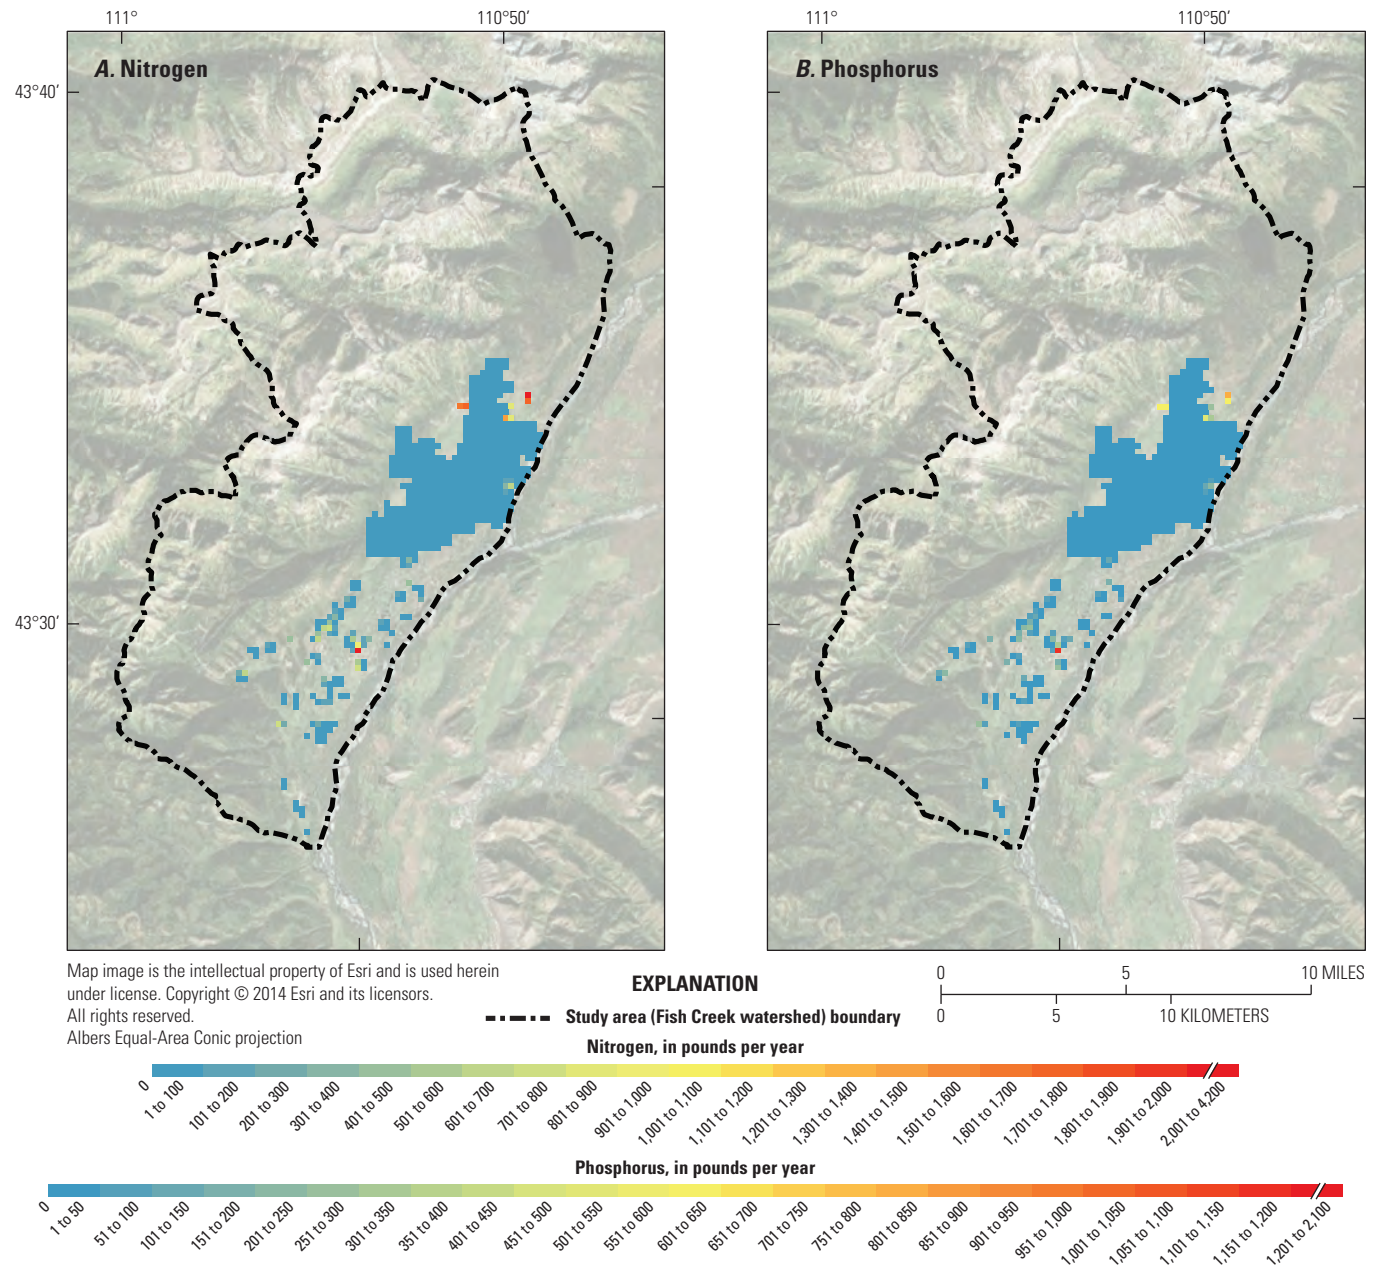 111°
110°50'
111°
110°50'
A. Nitrogen
B. Phosphorus
43°40'
43°30'
Map image is the intellectual property of Esri and is used herein
under license. Copyright © 2014 Esri and its licensors.
All rights reserved.
Albers Equal-Area Conic projection
EXPLANATION
Study area (Fish Creek watershed) boundary
0 5 10 MILES
0 5 10 KILOMETERS
Nitrogen, in pounds per year
0
1 to 100
101 to 200
201 to 300
301 to 400
401 to 500
501 to 600
601 to 700
701 to 800
801 to 900
901 to 1,000
1,001 to 1,100
1,101 to 1,200
1,201 to 1,300
1,301 to 1,400
1,401 to 1,500
1,501 to 1,600
1,601 to 1,700
1,701 to 1,800
1,801 to 1,900
1,901 to 2,000
2,001 to 4,200
Phosphorus, in pounds per year
0
1 to 50
51 to 100
101 to 150
151 to 200
201 to 250
251 to 300
301 to 350
351 to 400
401 to 450
451 to 500
501 to 550
551 to 600
601 to 650
651 to 700
701 to 750
751 to 800
801 to 850
851 to 900
901 to 950
951 to 1,000
1,001 to 1,050
1,051 to 1,100
1,101 to 1,150
1,151 to 1,200
1,201 to 2,100